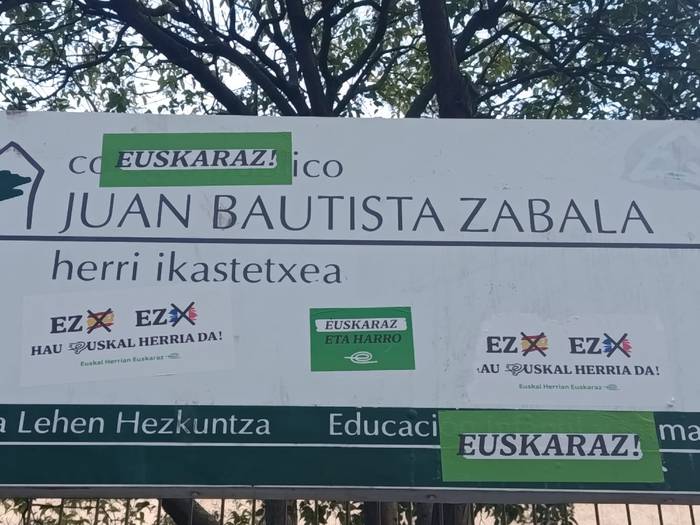 co EUSKARAZ! ico
JUAN BAUTISTA ZABALA
herri ikastetxea
EZ EZ
HAU EUSKAL HERRIA DA!
Euskal Herrian Euskaraz
EUSKARAZ
ETA HARRO
EZ EZ
AU EUSKAL HERRIA DA!
Euskal Herrian Euskaraz
a Lehen Hezkuntza Educaci ma
EUSKARAZ!